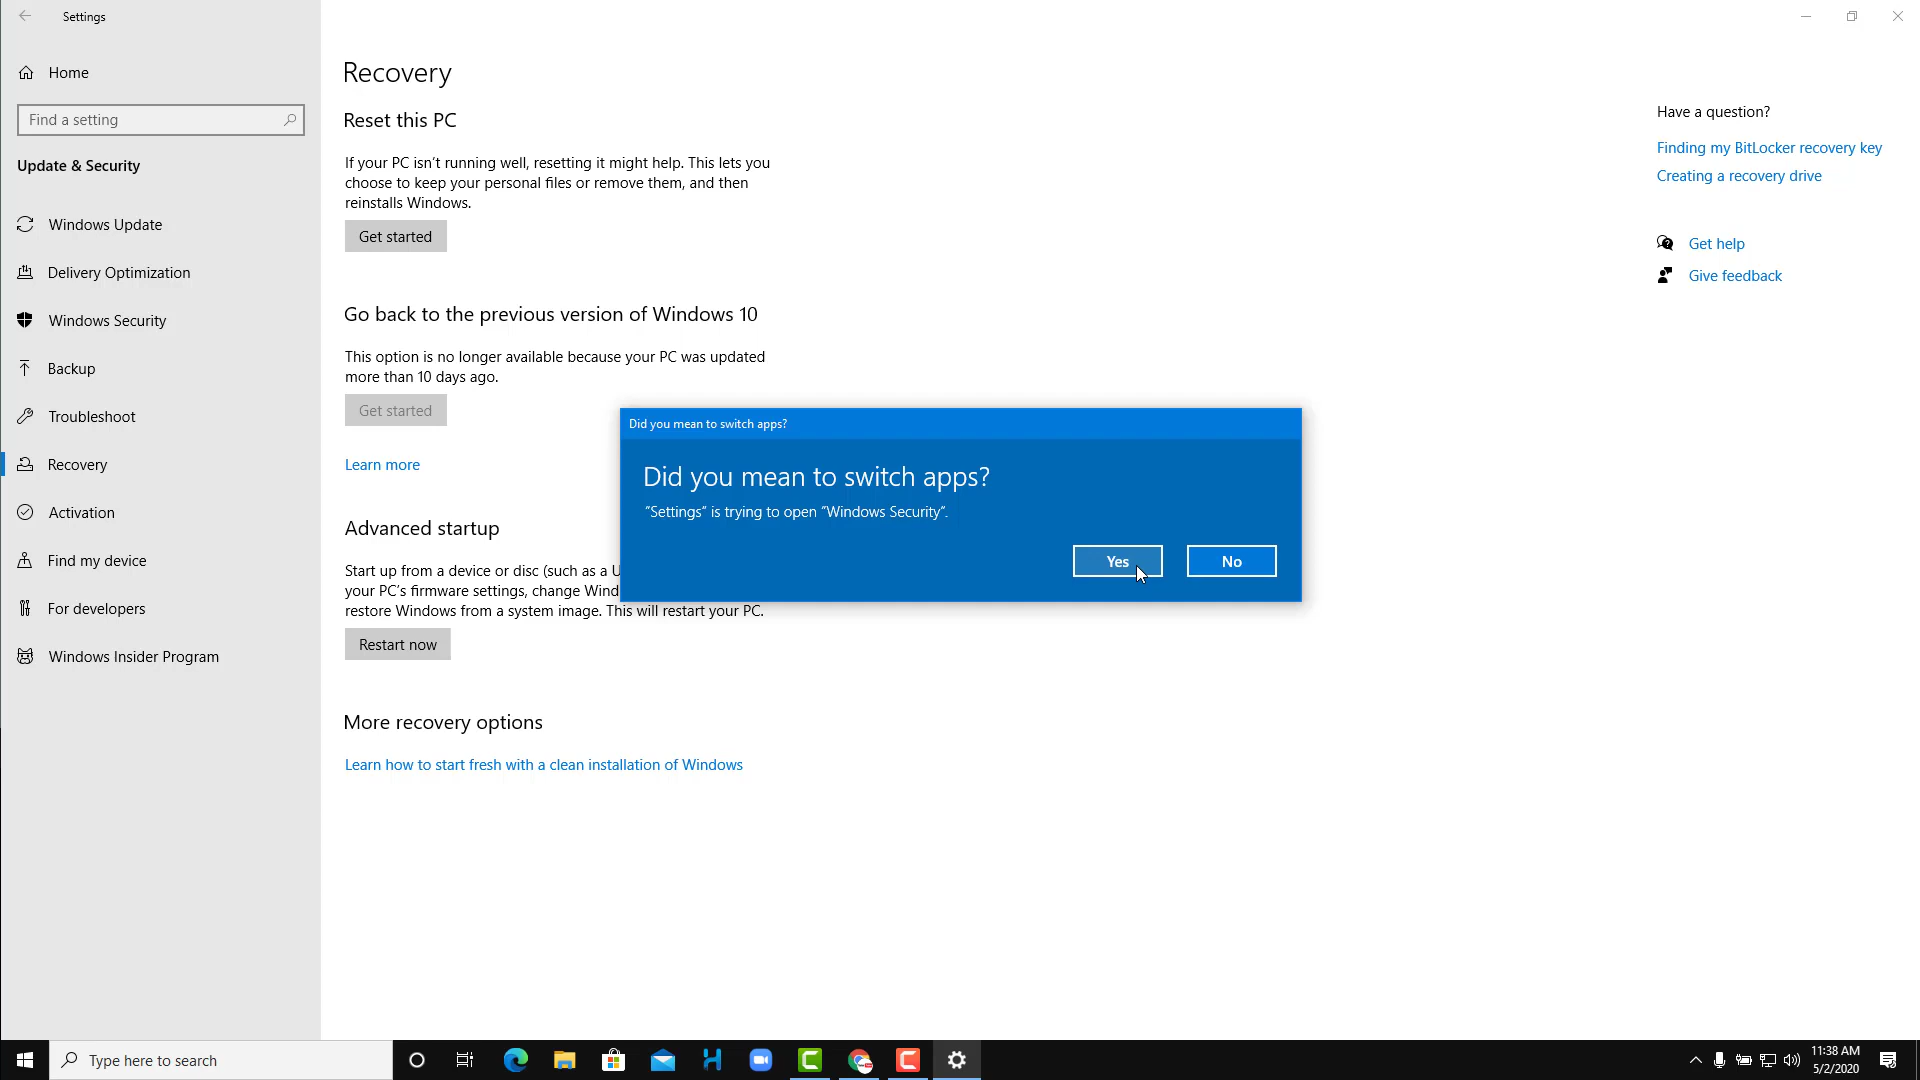 Settings
Home
Find a setting
Update & Security
Windows Update
Delivery Optimization
Windows Security
Backup
Troubleshoot
Recovery
Activation
Find my device
For developers
Windows Insider Program
Recovery
Reset this PC
If your PC isn't running well, resetting it might help. This lets you
choose to keep your personal files or remove them, and then
reinstalls Windows.
Get started
Go back to the previous version of Windows 10
This option is no longer available because your PC was updated
more than 10 days ago.
Get started
Learn more
Advanced startup
Start up from a device or disc (such as a U
your PC's firmware settings, change Wind
restore Windows from a system image. This will restart your PC.
Restart now
More recovery options
Learn how to start fresh with a clean installation of Windows
Have a question?
Finding my BitLocker recovery key
Creating a recovery drive
Get help
Give feedback
Did you mean to switch apps?
Did you mean to switch apps?
"Settings" is trying to open "Windows Security".
Yes
No
Type here to search
11:38 AM
5/2/2020